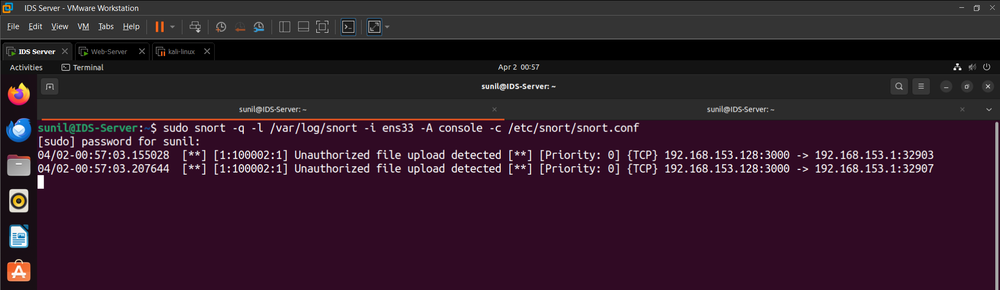 IDS Server - VMware Workstation
File Edit View VM Tabs Help
IDS Server Web-Server kali-linux
Activities Terminal Apr 2 00:57
sunil@IDS-Server: ~
sunil@IDS-Server: ~ sunil@IDS-Server: ~
sunil@IDS-Server:~$ sudo snort -q -l /var/log/snort -i ens33 -A console -c /etc/snort/snort.conf
[sudo] password for sunil:
04/02-00:57:03.155028  [**] [1:100002:1] Unauthorized file upload detected [**] [Priority: 0] {TCP} 192.168.153.128:3000 -> 192.168.153.1:32903
04/02-00:57:03.207644  [**] [1:100002:1] Unauthorized file upload detected [**] [Priority: 0] {TCP} 192.168.153.128:3000 -> 192.168.153.1:32907